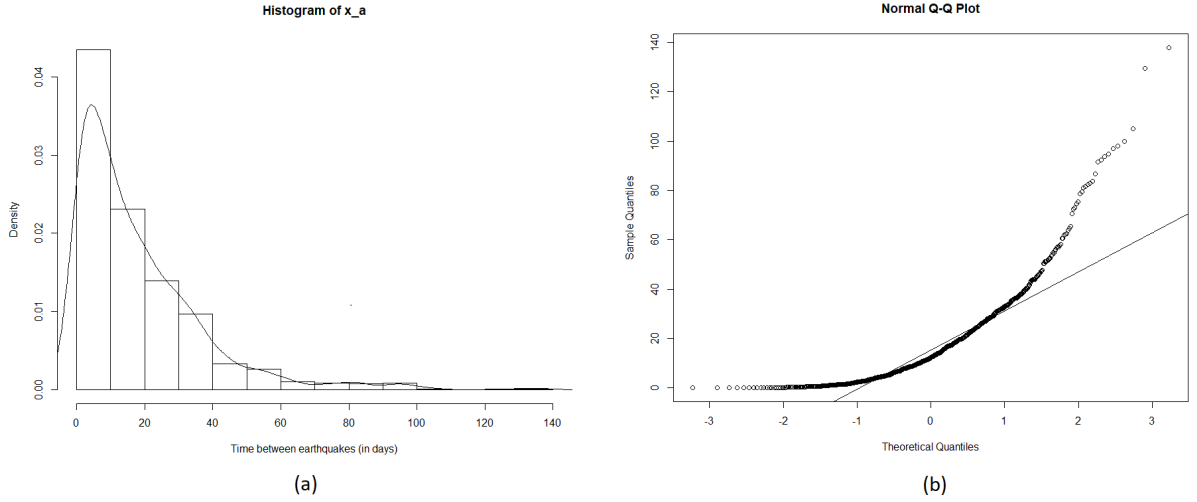 Histogram of x_a
Density
0.00
0.01
0.02
0.03
0.04
0 20 40 60 80 100 120 140
Time between earthquakes (in days)
(a)
Normal Q-Q Plot
Sample Quantiles
0
20
40
60
80
100
120
140
-3 -2 -1 0 1 2 3
Theoretical Quantiles
(b)